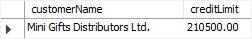 customerName creditLimit
Mini Gifts Distributors Ltd. 210500.00